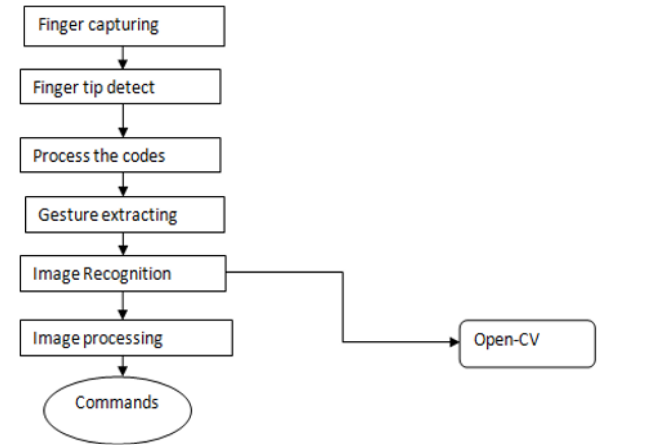 Finger capturing
Finger tip detect
Process the codes
Gesture extracting
Image Recognition
Image processing
Open-CV
Commands